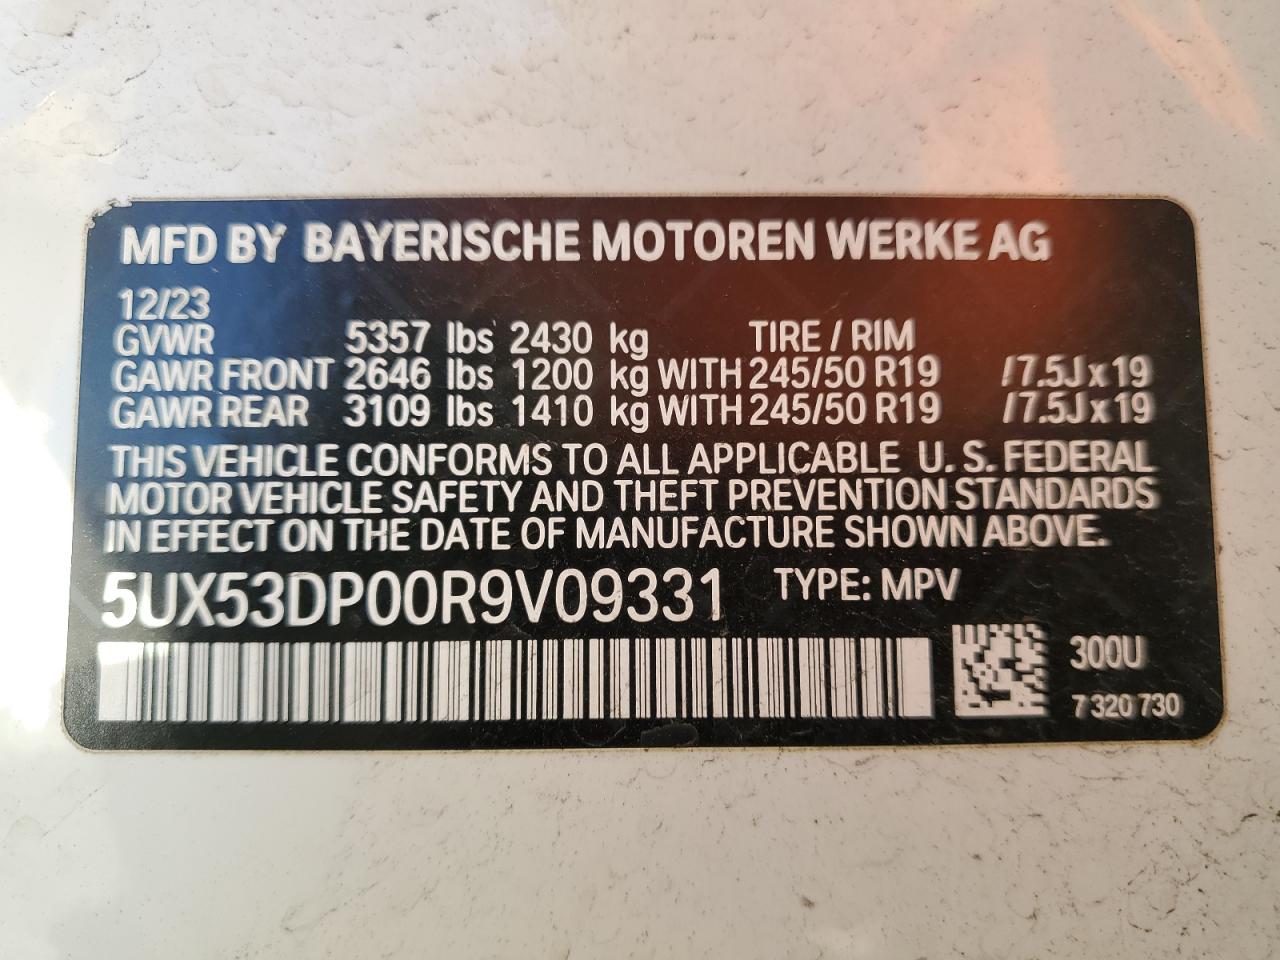 MFD BY BAYERISCHE MOTOREN WERKE AG
12/23
GVWR 5357 lbs 2430 kg TIRE / RIM
GAWR FRONT 2646 lbs 1200 kg WITH 245/50 R19 /7.5J x 19
GAWR REAR 3109 lbs 1410 kg WITH 245/50 R19 /7.5J x 19
THIS VEHICLE CONFORMS TO ALL APPLICABLE U. S. FEDERAL
MOTOR VEHICLE SAFETY AND THEFT PREVENTION STANDARDS
IN EFFECT ON THE DATE OF MANUFACTURE SHOWN ABOVE.
5UX53DP00R9V09331 TYPE: MPV
300U
7 320 730